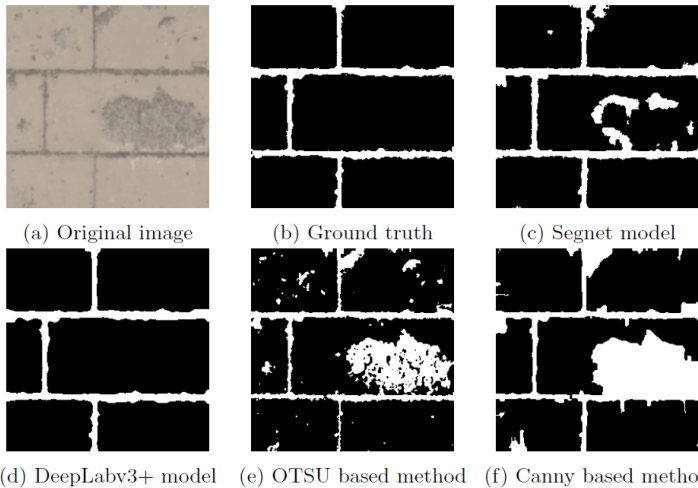 (a) Original image (b) Ground truth (c) Segnet model
(d) DeepLabv3+ model (e) OTSU based method (f) Canny based metho